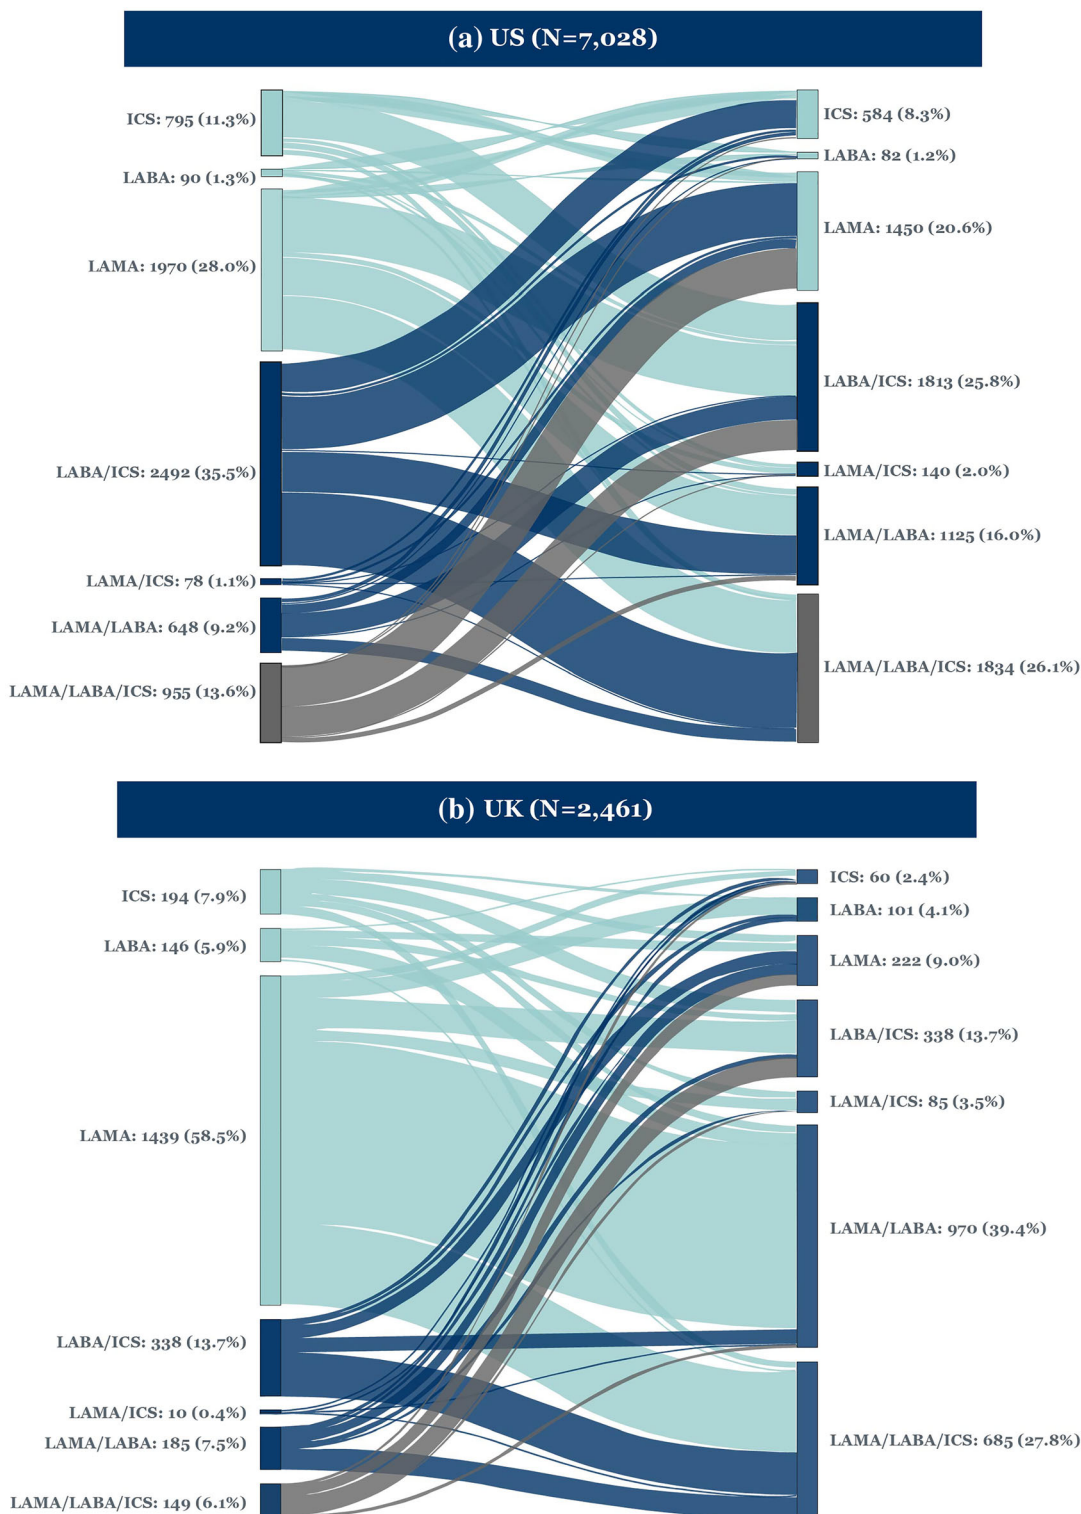 (a) US (N=7,028)
ICS: 795 (11.3%)
LABA: 90 (1.3%)
LAMA: 1970 (28.0%)
LABA/ICS: 2492 (35.5%)
LAMA/ICS: 78 (1.1%)
LAMA/LABA: 648 (9.2%)
LAMA/LABA/ICS: 955 (13.6%)
ICS: 584 (8.3%)
LABA: 82 (1.2%)
LAMA: 1450 (20.6%)
LABA/ICS: 1813 (25.8%)
LAMA/ICS: 140 (2.0%)
LAMA/LABA: 1125 (16.0%)
LAMA/LABA/ICS: 1834 (26.1%)
(b) UK (N=2,461)
ICS: 194 (7.9%)
LABA: 146 (5.9%)
LAMA: 1439 (58.5%)
LABA/ICS: 338 (13.7%)
LAMA/ICS: 10 (0.4%)
LAMA/LABA: 185 (7.5%)
LAMA/LABA/ICS: 149 (6.1%)
ICS: 60 (2.4%)
LABA: 101 (4.1%)
LAMA: 222 (9.0%)
LABA/ICS: 338 (13.7%)
LAMA/ICS: 85 (3.5%)
LAMA/LABA: 970 (39.4%)
LAMA/LABA/ICS: 685 (27.8%)